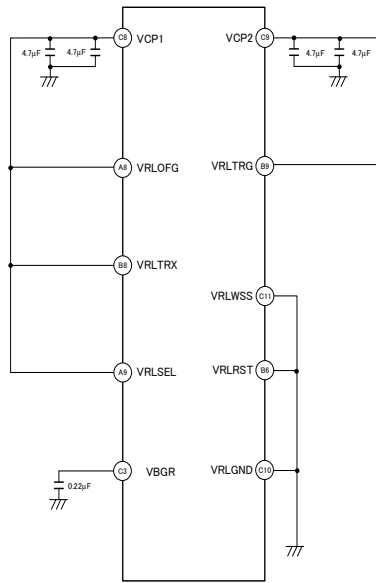 4.7μF
4.7μF
C8 VCP1
VCP2 C9
4.7μF
4.7μF
A8 VRLOFG
VRLTRG B9
B8 VRLTRX
VRLWSS C11
A9 VRLSEL
VRLRST B6
C3 VBGR
VRLGND C10
0.22μF